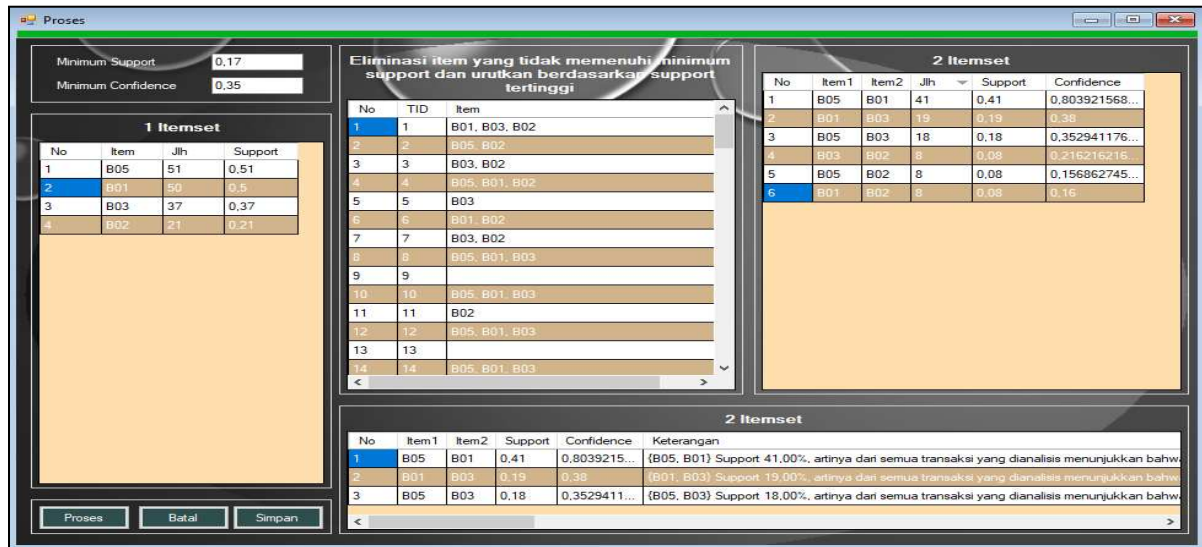 Proses
Minimum Support 0,17
Minimum Confidence 0,35
1 Itemset
No Item Jlh Support
1 B05 51 0,51
2 B01 50 0,5
3 B03 37 0,37
4 B02 21 0,21
Proses Batal Simpan
Eliminasi item yang tidak memenuhi minimum
support dan urutkan berdasarkan support
tertinggi
No TID Item
1 1 B01, B03, B02
2 2 B05, B02
3 3 B03, B02
4 4 B05, B01, B02
5 5 B03
6 6 B01, B02
7 7 B03, B02
8 8 B05, B01, B03
9 9
10 10 B05, B01, B03
11 11 B02
12 12 B05, B01, B03
13 13
14 14 B05, B01, B03
2 Itemset
No Item1 Item2 Jlh Support Confidence
1 B05 B01 41 0,41 0,803921568...
2 B01 B03 19 0,19 0,38
3 B05 B03 18 0,18 0,352941176...
4 B03 B02 8 0,08 0,216216216...
5 B05 B02 8 0,08 0,156862745...
6 B01 B02 8 0,08 0,16
2 Itemset
No Item1 Item2 Support Confidence Keterangan
1 B05 B01 0,41 0,8039215... {B05, B01} Support 41,00%, artinya dari semua transaksi yang dianalisis menunjukkan bahw
2 B01 B03 0,19 0,38 {B01, B03} Support 19,00%, artinya dari semua transaksi yang dianalisis menunjukkan bahw
3 B05 B03 0,18 0,3529411... {B05, B03} Support 18,00%, artinya dari semua transaksi yang dianalisis menunjukkan bahw